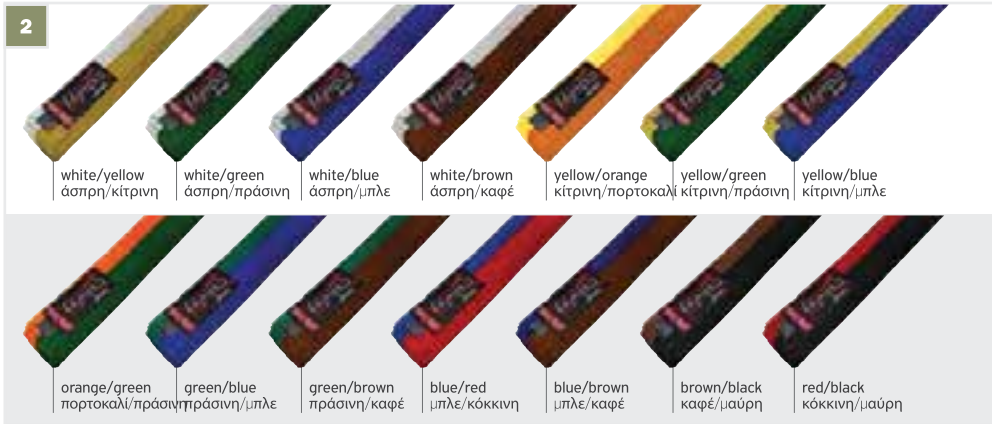 2
white/yellow
άσπρη/κίτρινη
white/green
άσπρη/πράσινη
white/blue
άσπρη/μπλε
white/brown
άσπρη/καφέ
yellow/orange
κίτρινη/πορτοκαλί
yellow/green
κίτρινη/πράσινη
yellow/blue
κίτρινη/μπλε
orange/green
πορτοκαλί/πράσινη
green/blue
πράσινη/μπλε
green/brown
πράσινη/καφέ
blue/red
μπλε/κόκκινη
blue/brown
μπλε/καφέ
brown/black
καφέ/μαύρη
red/black
κόκκινη/μαύρη